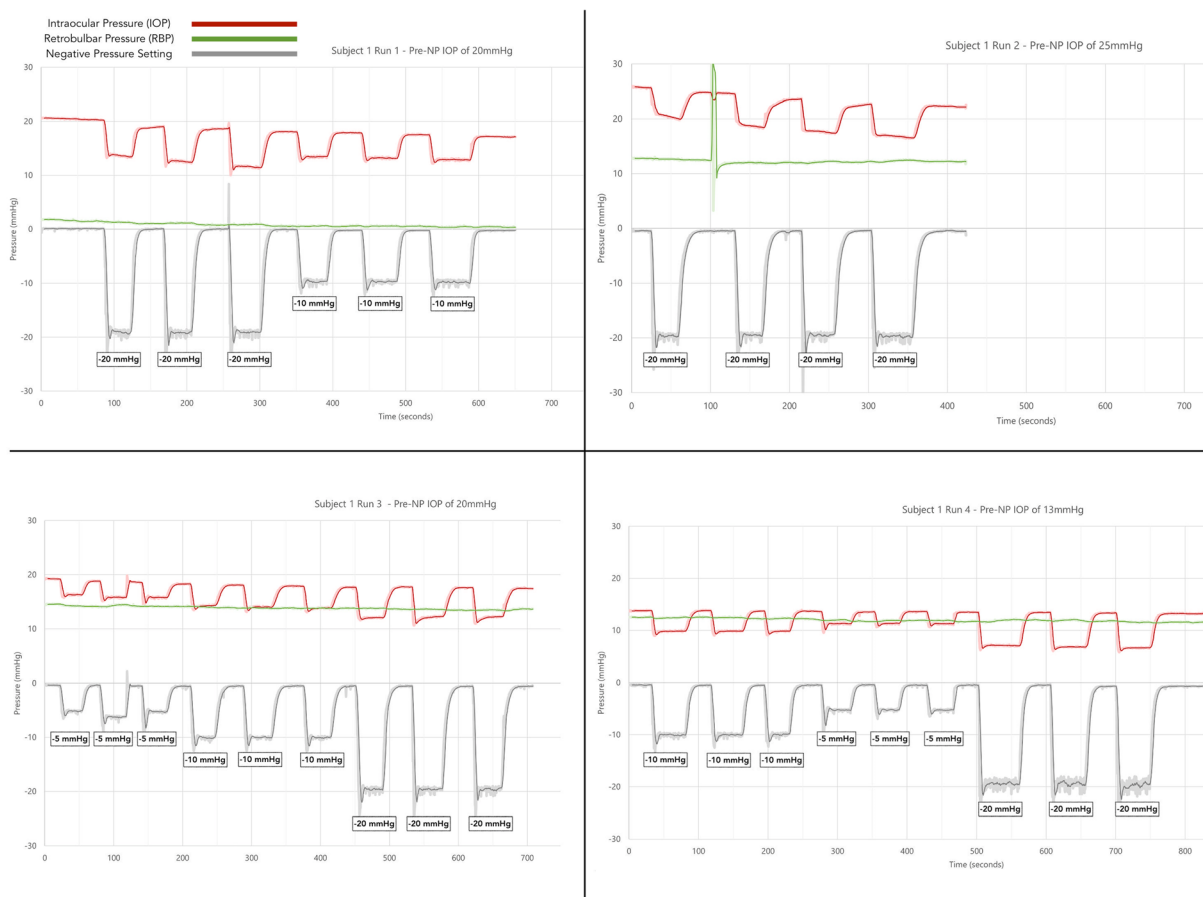 Intraocular Pressure (IOP)
Retrobulbar Pressure (RBP)
Negative Pressure Setting
Subject 1 Run 1 - Pre-NP IOP of 20mmHg
30
20
10
0
-10
-20
-30
Pressure (mmHg)
-20 mmHg
-20 mmHg
-20 mmHg
-10 mmHg
-10 mmHg
-10 mmHg
0
100
200
300
400
500
600
700
Time (seconds)
Subject 1 Run 2 - Pre-NP IOP of 25mmHg
30
20
10
0
-10
-20
-30
Pressure (mmHg)
-20 mmHg
-20 mmHg
-20 mmHg
-20 mmHg
0
100
200
300
400
500
600
700
Time (seconds)
Subject 1 Run 3 - Pre-NP IOP of 20mmHg
30
20
10
0
-10
-20
-30
Pressure (mmHg)
-5 mmHg
-5 mmHg
-5 mmHg
-10 mmHg
-10 mmHg
-10 mmHg
-20 mmHg
-20 mmHg
-20 mmHg
0
100
200
300
400
500
600
700
Subject 1 Run 4 - Pre-NP IOP of 13mmHg
30
20
10
0
-10
-20
-30
Pressure (mmHg)
-10 mmHg
-10 mmHg
-10 mmHg
-5 mmHg
-5 mmHg
-5 mmHg
-20 mmHg
-20 mmHg
-20 mmHg
0
100
200
300
400
500
600
700
800
Time (seconds)